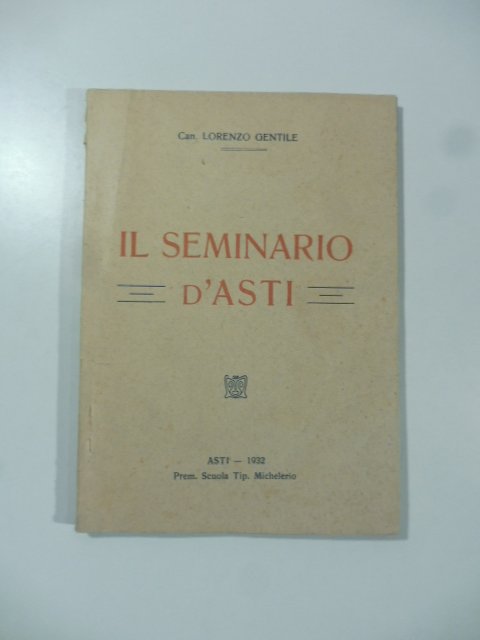 Can. LORENZO GENTILE
IL SEMINARIO
D'ASTI
ASTI — 1932
Prem. Scuola Tip. Michelerio